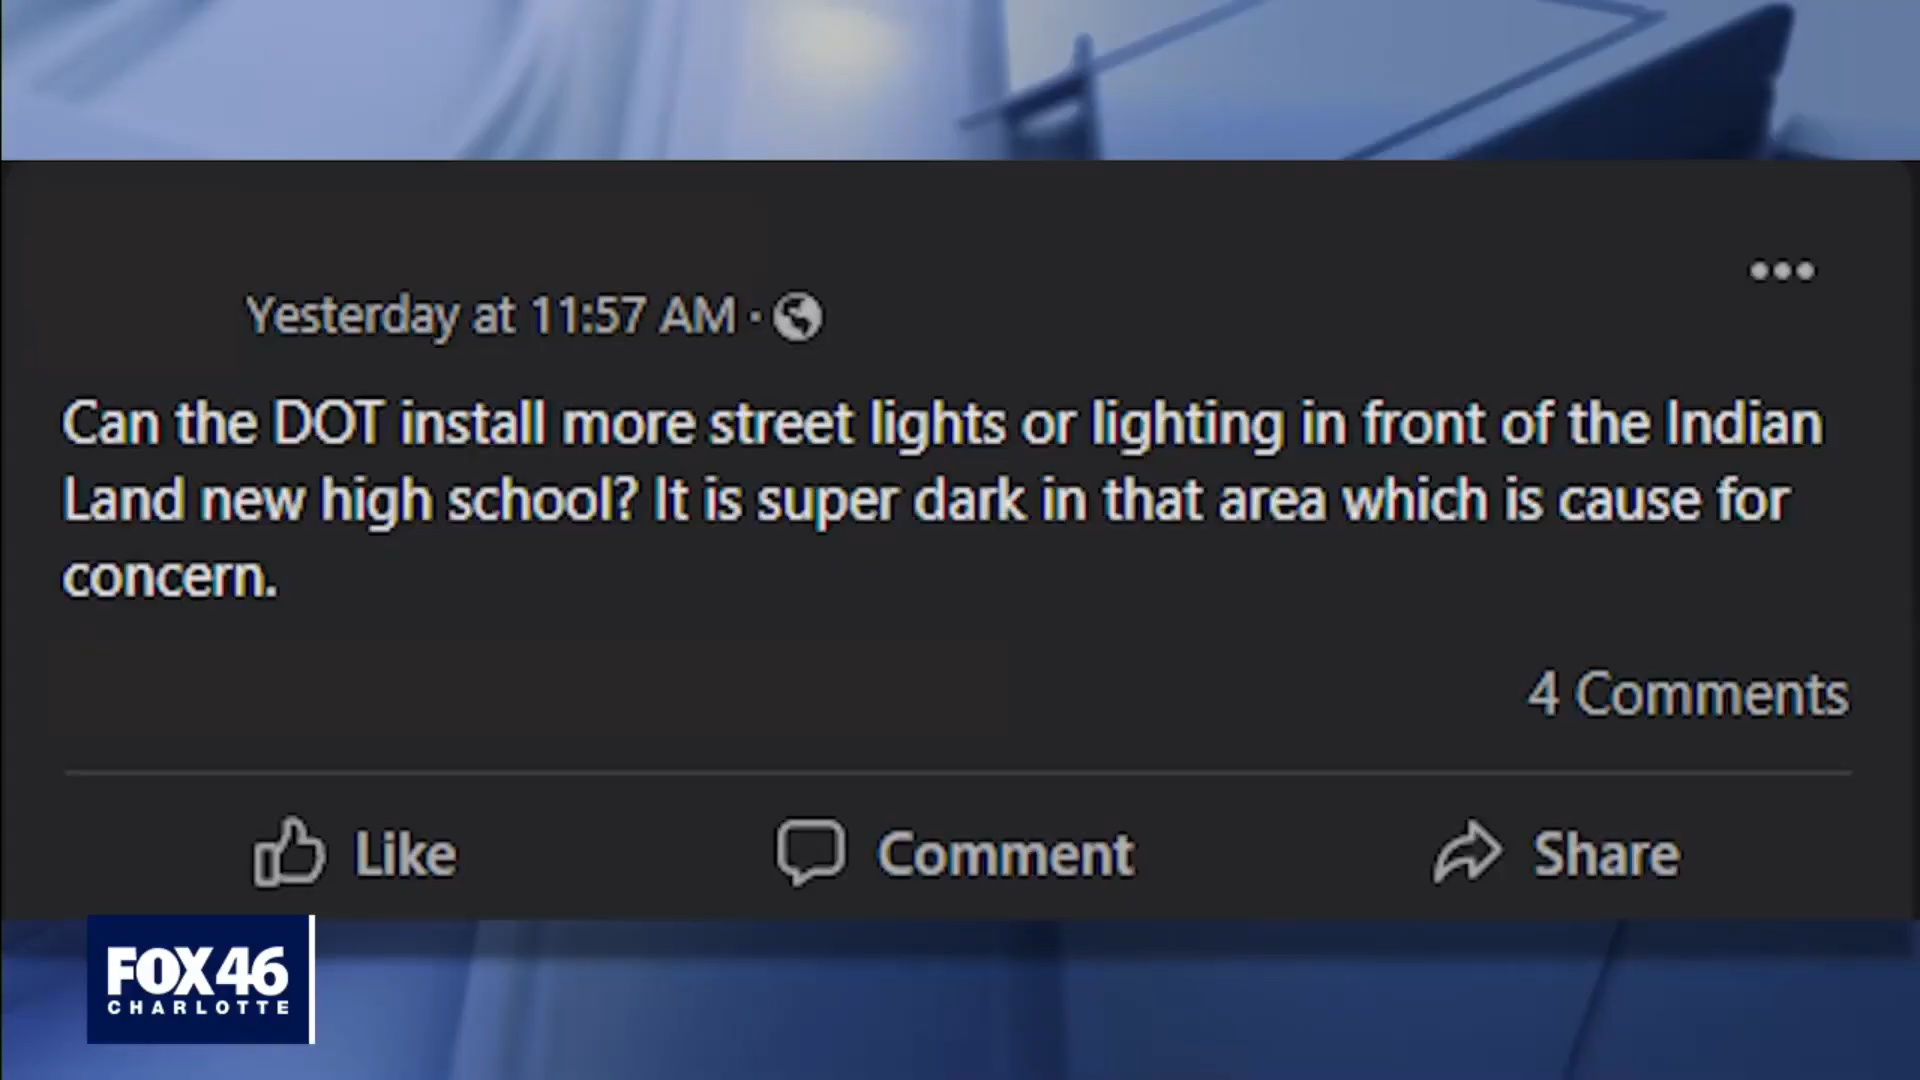 Yesterday at 11:57 AM ·
Can the DOT install more street lights or lighting in front of the Indian
Land new high school? It is super dark in that area which is cause for
concern.
4 Comments
Like Comment Share
FOX 46
CHARLOTTE